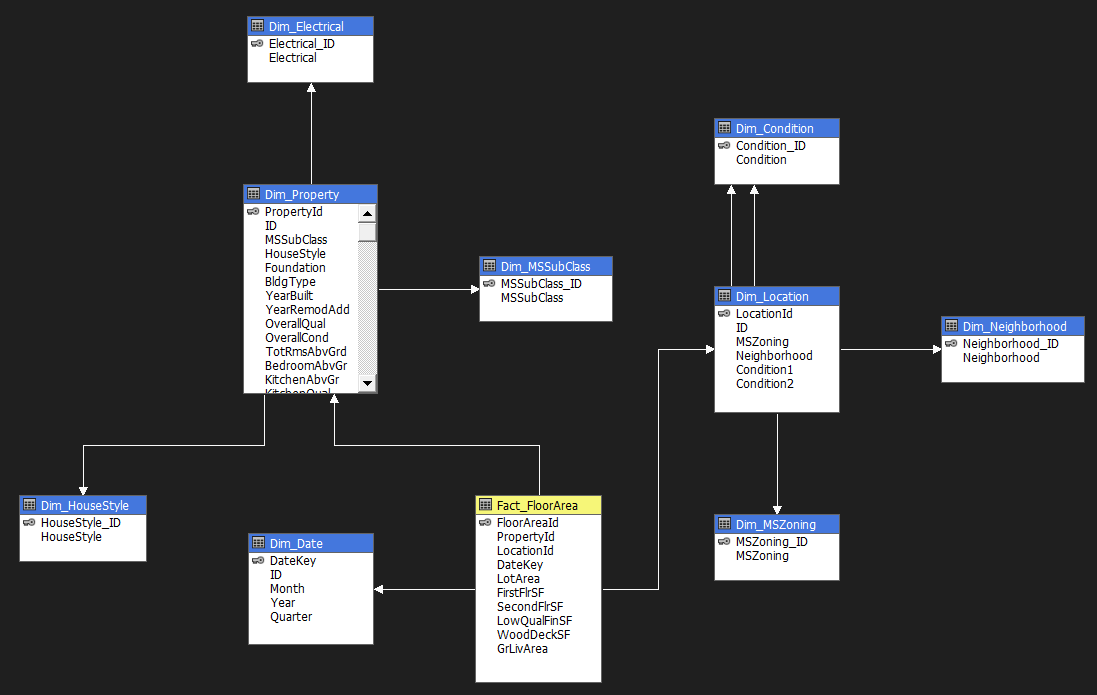 Dim_Electrical
Electrical_ID
Electrical
Dim_Condition
Condition_ID
Condition
Dim_Property
PropertyId
ID
MSSubClass
HouseStyle
Foundation
BldgType
YearBuilt
YearRemodAdd
OverallQual
OverallCond
TotRmsAbvGrd
BedroomAbvGr
KitchenAbvGr
KitchenQual
Dim_MSSubClass
MSSubClass_ID
MSSubClass
Dim_Location
LocationId
ID
MSZoning
Neighborhood
Condition1
Condition2
Dim_Neighborhood
Neighborhood_ID
Neighborhood
Dim_HouseStyle
HouseStyle_ID
HouseStyle
Dim_Date
DateKey
ID
Month
Year
Quarter
Fact_FloorArea
FloorAreaId
PropertyId
LocationId
DateKey
LotArea
FirstFlrSF
SecondFlrSF
LowQualFinSF
WoodDeckSF
GrLivArea
Dim_MSZoning
MSZoning_ID
MSZoning